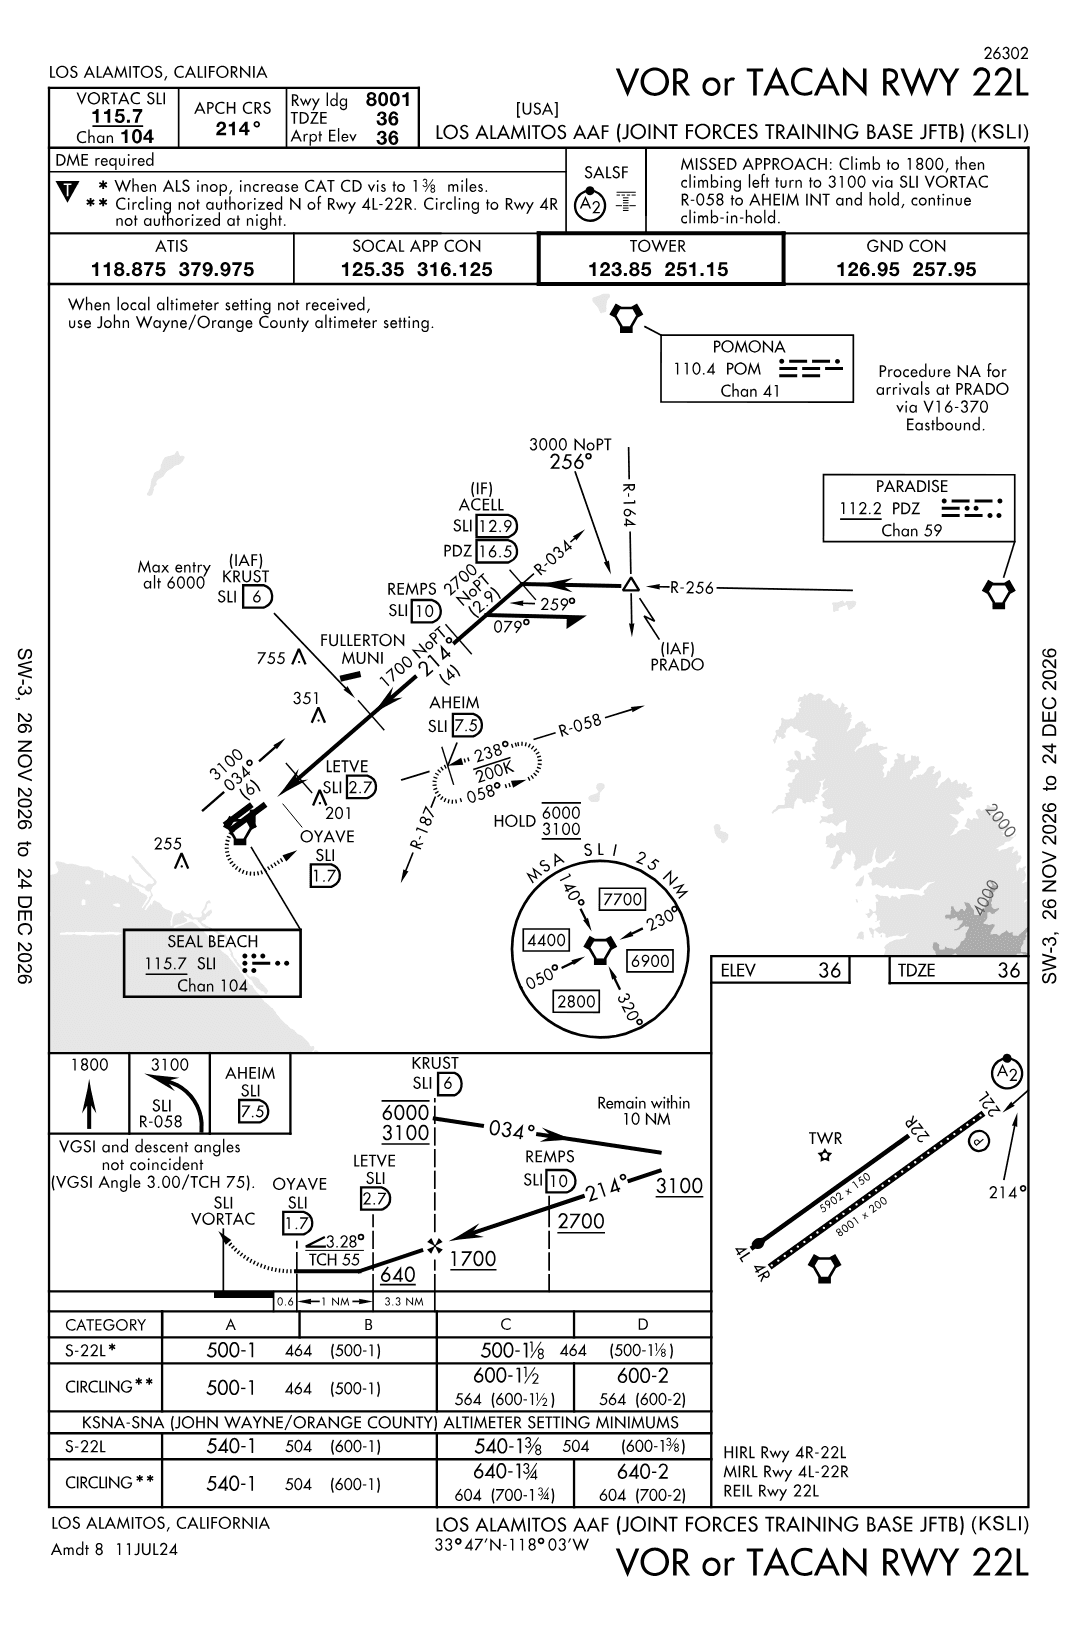 26302
LOS ALAMITOS, CALIFORNIA
VOR or TACAN RWY 22L
VORTAC SLI
115.7
Chan 104
APCH CRS
214°
Rwy ldg 8001
TDZE 36
Arpt Elev 36
[USA]
LOS ALAMITOS AAF (JOINT FORCES TRAINING BASE JFTB) (KSLI)
DME required
T
* When ALS inop, increase CAT CD vis to 1⅜ miles.
** Circling not authorized N of Rwy 4L-22R. Circling to Rwy 4R
not authorized at night.
SALSF
A2
MISSED APPROACH: Climb to 1800, then
climbing left turn to 3100 via SLI VORTAC
R-058 to AHEIM INT and hold, continue
climb-in-hold.
ATIS
118.875 379.975
SOCAL APP CON
125.35 316.125
TOWER
123.85 251.15
GND CON
126.95 257.95
When local altimeter setting not received,
use John Wayne/Orange County altimeter setting.
POMONA
110.4 POM
Chan 41
Procedure NA for
arrivals at PRADO
via V16-370
Eastbound.
3000 NoPT
256°
R-164
PARADISE
112.2 PDZ
Chan 59
(IF)
ACELL
SLI 12.9
PDZ 16.5
R-034
R-256
Max entry
alt 6000
(IAF)
KRUST
SLI 6
REMPS
SLI 10
2700
NoPT
(2.9)
259°
079°
(IAF)
PRADO
FULLERTON
MUNI
1700 NoPT
214°
(4)
755
351
AHEIM
SLI 7.5
R-058
238°
200K
058°
3100
034°
(6)
LETVE
SLI 2.7
201
R-187
HOLD 6000
3100
OYAVE
SLI
1.7
255
MSA SLI 25 NM
140°
7700
230°
4400
6900
050°
2800
320°
2000
4000
SEAL BEACH
115.7 SLI
Chan 104
ELEV 36
TDZE 36
A2
22L
22R
P
TWR
5902 x 150
8001 x 200
214°
4L
4R
1800
3100
SLI
R-058
AHEIM
SLI
7.5
KRUST
SLI 6
6000
3100
034°
Remain within
10 NM
VGSI and descent angles
not coincident
(VGSI Angle 3.00/TCH 75).
REMPS
SLI 10
214°
3100
2700
LETVE
SLI
2.7
OYAVE
SLI
1.7
SLI
VORTAC
3.28°
TCH 55
1700
640
0.6
1 NM
3.3 NM
CATEGORY A B C D
S-22L* 500-1 464 (500-1) 500-1⅛ 464 (500-1⅛)
CIRCLING** 500-1 464 (500-1) 600-1½ 564 (600-1½) 600-2 564 (600-2)
KSNA-SNA (JOHN WAYNE/ORANGE COUNTY) ALTIMETER SETTING MINIMUMS
S-22L 540-1 504 (600-1) 540-1⅜ 504 (600-1⅜)
CIRCLING** 540-1 504 (600-1) 640-1¾ 604 (700-1¾) 640-2 604 (700-2)
HIRL Rwy 4R-22L
MIRL Rwy 4L-22R
REIL Rwy 22L
LOS ALAMITOS, CALIFORNIA
Amdt 8 11JUL24
LOS ALAMITOS AAF (JOINT FORCES TRAINING BASE JFTB) (KSLI)
33°47'N-118°03'W
VOR or TACAN RWY 22L
SW-3, 26 NOV 2026 to 24 DEC 2026
SW-3, 26 NOV 2026 to 24 DEC 2026